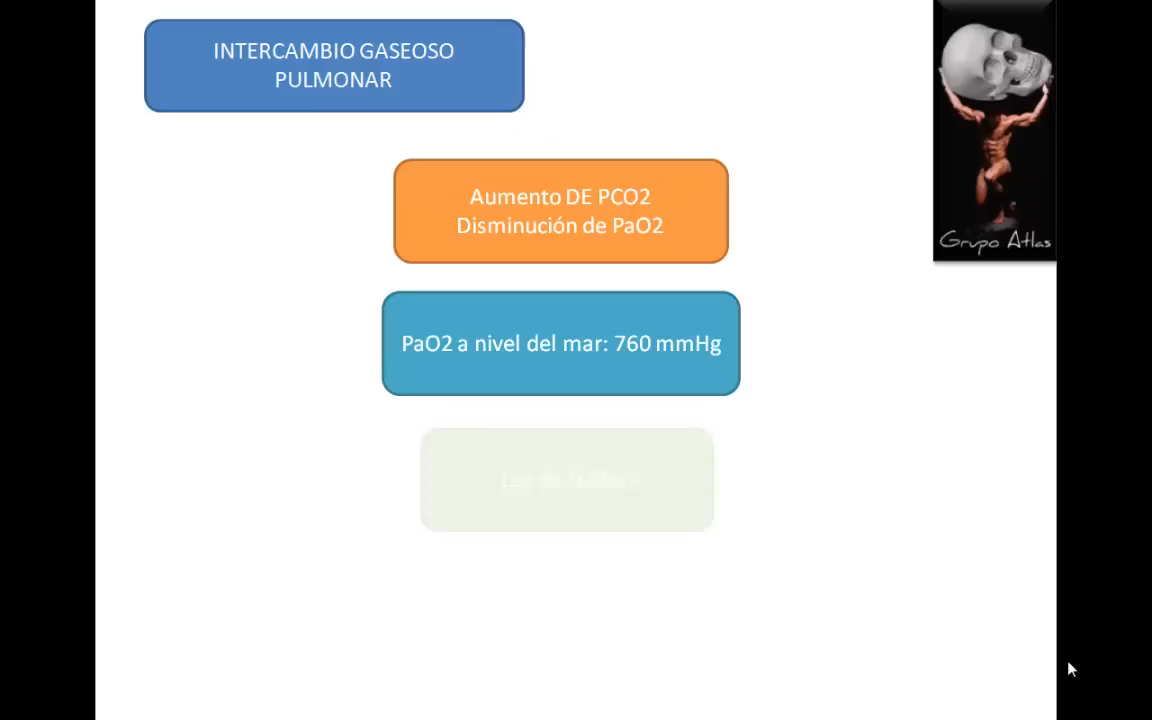 INTERCAMBIO GASEOSO
PULMONAR
Aumento DE PCO2
Disminución de PaO2
PaO2 a nivel del mar: 760 mmHg
Grupo Atlas